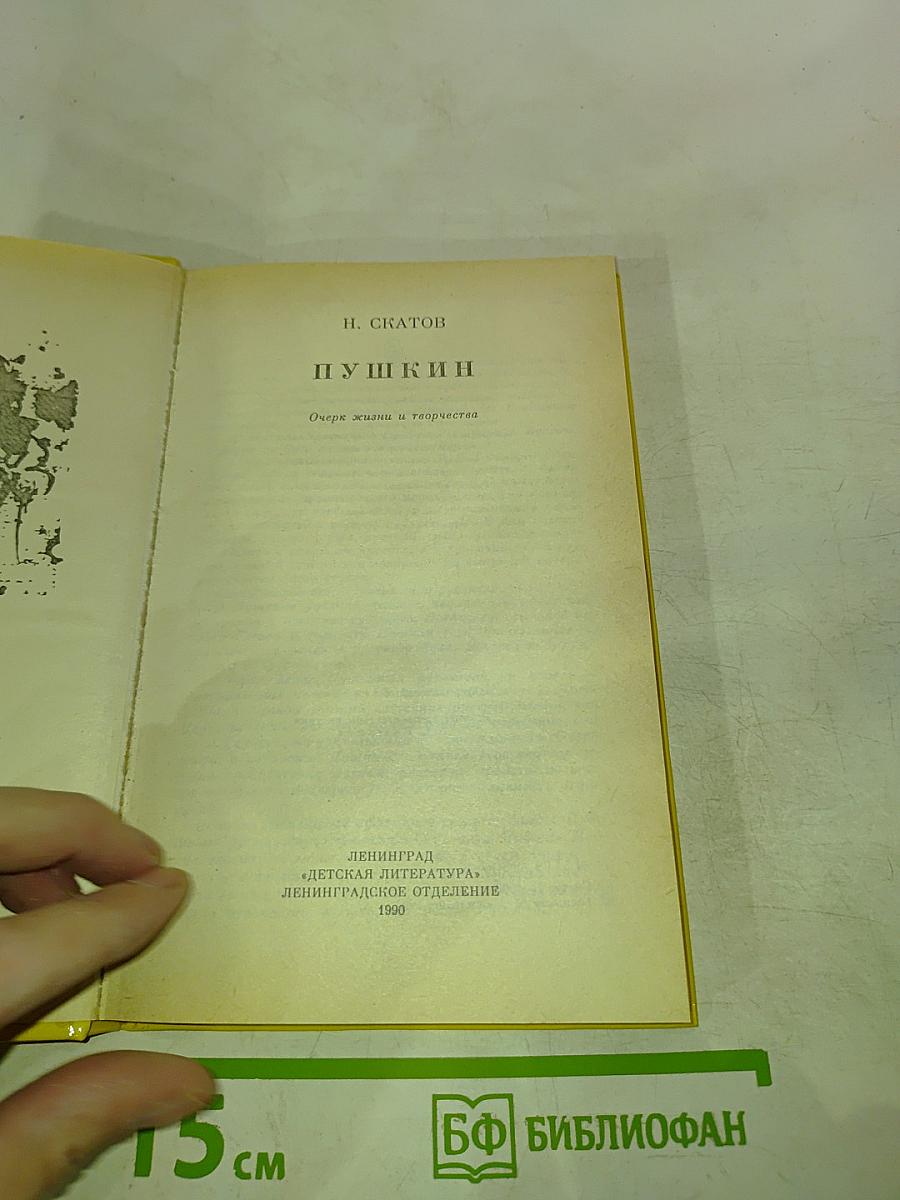 Н. СКАТОВ
ПУШКИН
Очерк жизни и творчества
ЛЕНИНГРАД
«ДЕТСКАЯ ЛИТЕРАТУРА»
ЛЕНИНГРАДСКОЕ ОТДЕЛЕНИЕ
1990
15 см
БФ БИБЛИОФАН